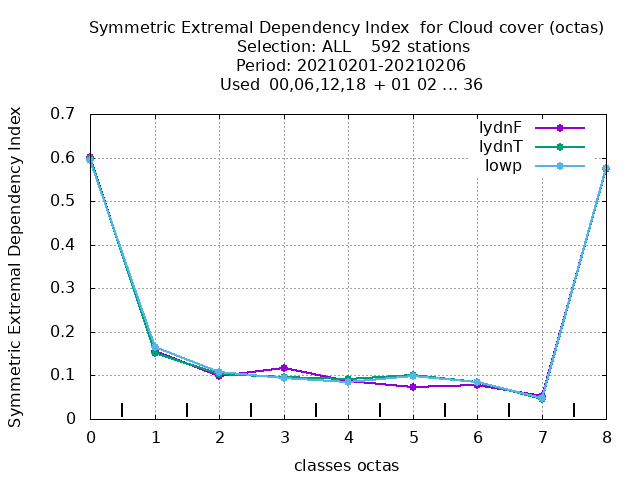 Symmetric Extremal Dependency Index  for Cloud cover (octas)
Selection: ALL    592 stations
Period: 20210201-20210206
Used  00,06,12,18  + 01 02 ... 36
Symmetric Extremal Dependency Index
0.7
0.6
0.5
0.4
0.3
0.2
0.1
0
lydnF
lydnT
lowp
0 1 2 3 4 5 6 7 8
classes octas